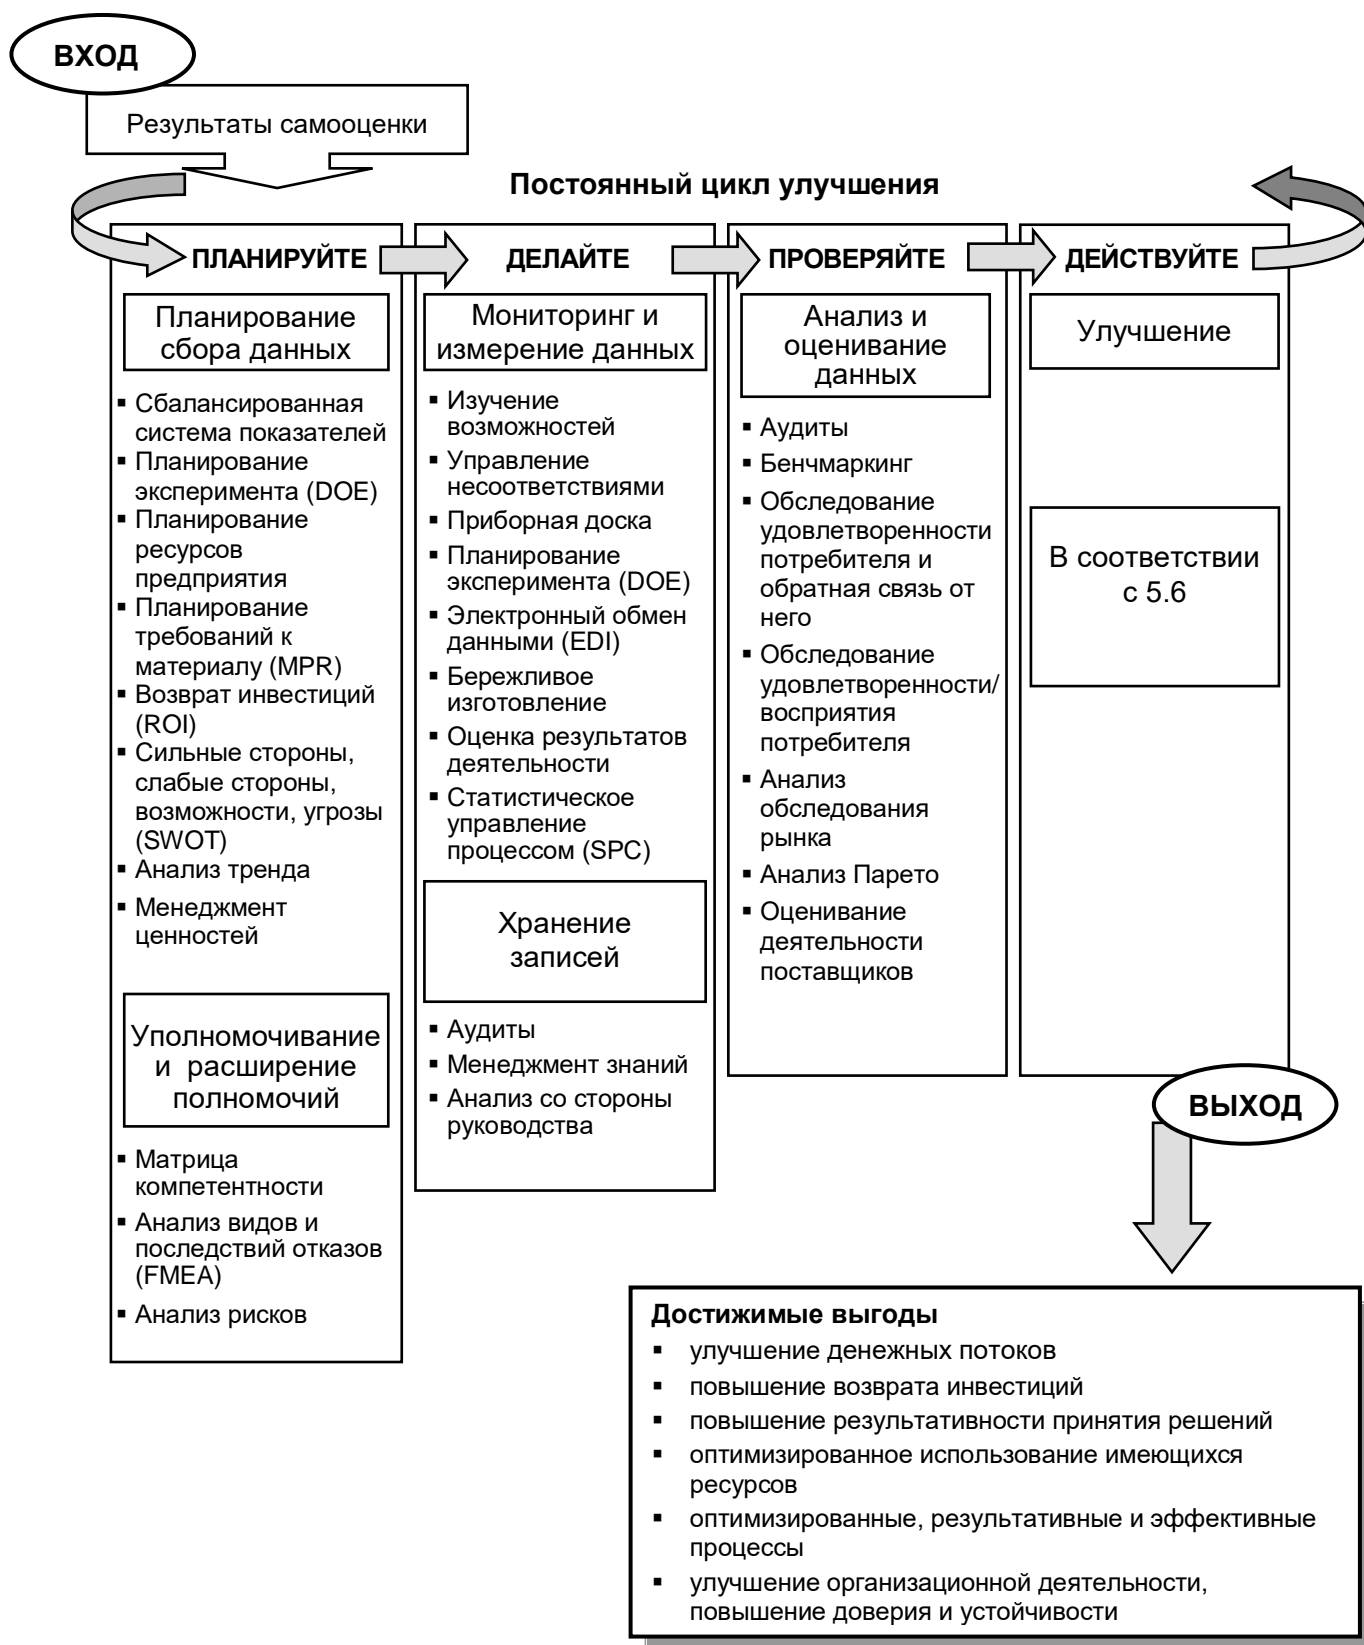 ВХОД
Результаты самооценки
Постоянный цикл улучшения
ПЛАНИРУЙТЕ
Планирование
сбора данных
▪ Сбалансированная
система показателей
▪ Планирование
эксперимента (DOE)
▪ Планирование
ресурсов
предприятия
▪ Планирование
требований к
материалу (MPR)
▪ Возврат инвестиций
(ROI)
▪ Сильные стороны,
слабые стороны,
возможности, угрозы
(SWOT)
▪ Анализ тренда
▪ Менеджмент
ценностей
Уполномочивание
и расширение
полномочий
▪ Матрица
компетентности
▪ Анализ видов и
последствий отказов
(FMEA)
▪ Анализ рисков
ДЕЛАЙТЕ
Мониторинг и
измерение данных
▪ Изучение
возможностей
▪ Управление
несоответствиями
▪ Приборная доска
▪ Планирование
эксперимента (DOE)
▪ Электронный обмен
данными (EDI)
▪ Бережливое
изготовление
▪ Оценка результатов
деятельности
▪ Статистическое
управление
процессом (SPC)
Хранение
записей
▪ Аудиты
▪ Менеджмент знаний
▪ Анализ со стороны
руководства
ПРОВЕРЯЙТЕ
Анализ и
оценивание
данных
▪ Аудиты
▪ Бенчмаркинг
▪ Обследование
удовлетворенности
потребителя и
обратная связь от
него
▪ Обследование
удовлетворенности/
восприятия
потребителя
▪ Анализ
обследования
рынка
▪ Анализ Парето
▪ Оценивание
деятельности
поставщиков
ДЕЙСТВУЙТЕ
Улучшение
В соответствии
с 5.6
ВЫХОД
Достижимые выгоды
▪ улучшение денежных потоков
▪ повышение возврата инвестиций
▪ повышение результативности принятия решений
▪ оптимизированное использование имеющихся
ресурсов
▪ оптимизированные, результативные и эффективные
процессы
▪ улучшение организационной деятельности,
повышение доверия и устойчивости